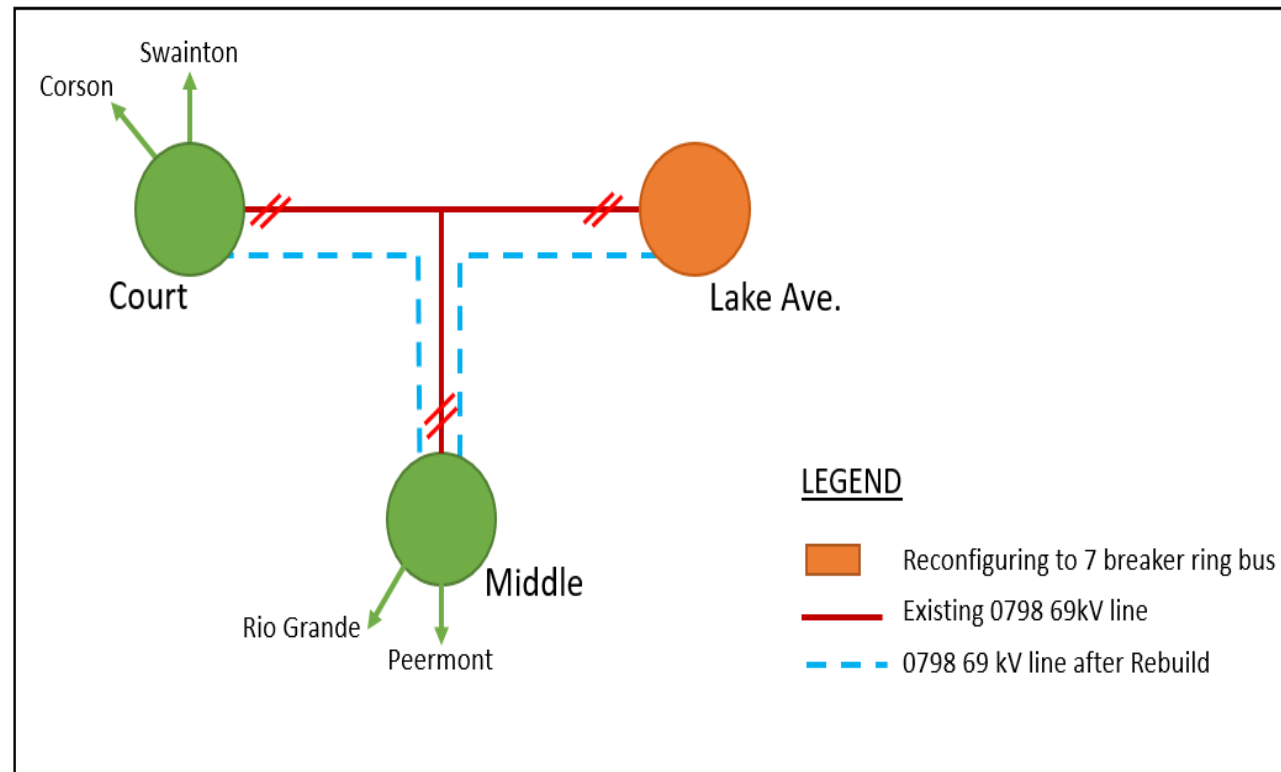 Swainton
Corson
Court
Lake Ave.
Middle
Rio Grande
Peermont
LEGEND
Reconfiguring to 7 breaker ring bus
Existing 0798 69kV line
0798 69 kV line after Rebuild